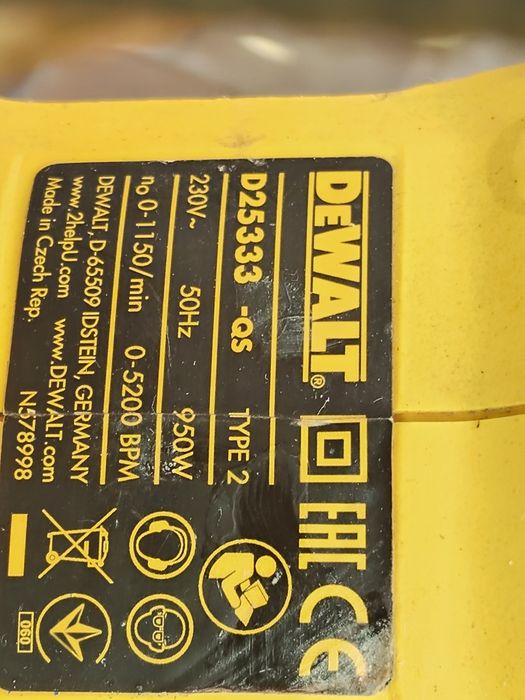 DEWALT®
EAC CE
D25333 -QS TYPE 2
230V~ 50Hz 950W
n₀ 0-1150/min 0-5200 BPM
DEWALT, D-65509 IDSTEIN, GERMANY
www.2helpU.com www.DEWALT.com
Made in Czech Rep. N578998
060